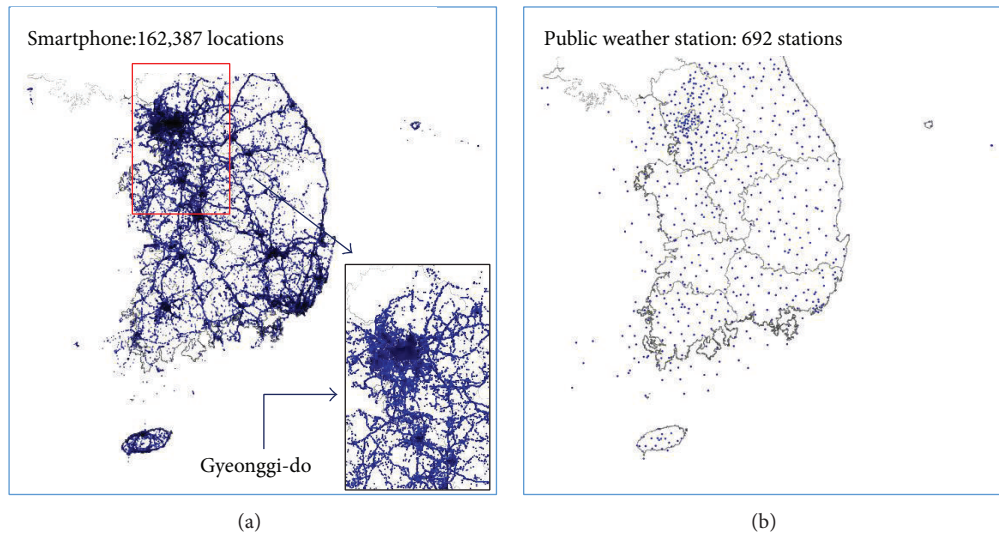 Smartphone:162,387 locations
Gyeonggi-do
(a)
Public weather station: 692 stations
(b)